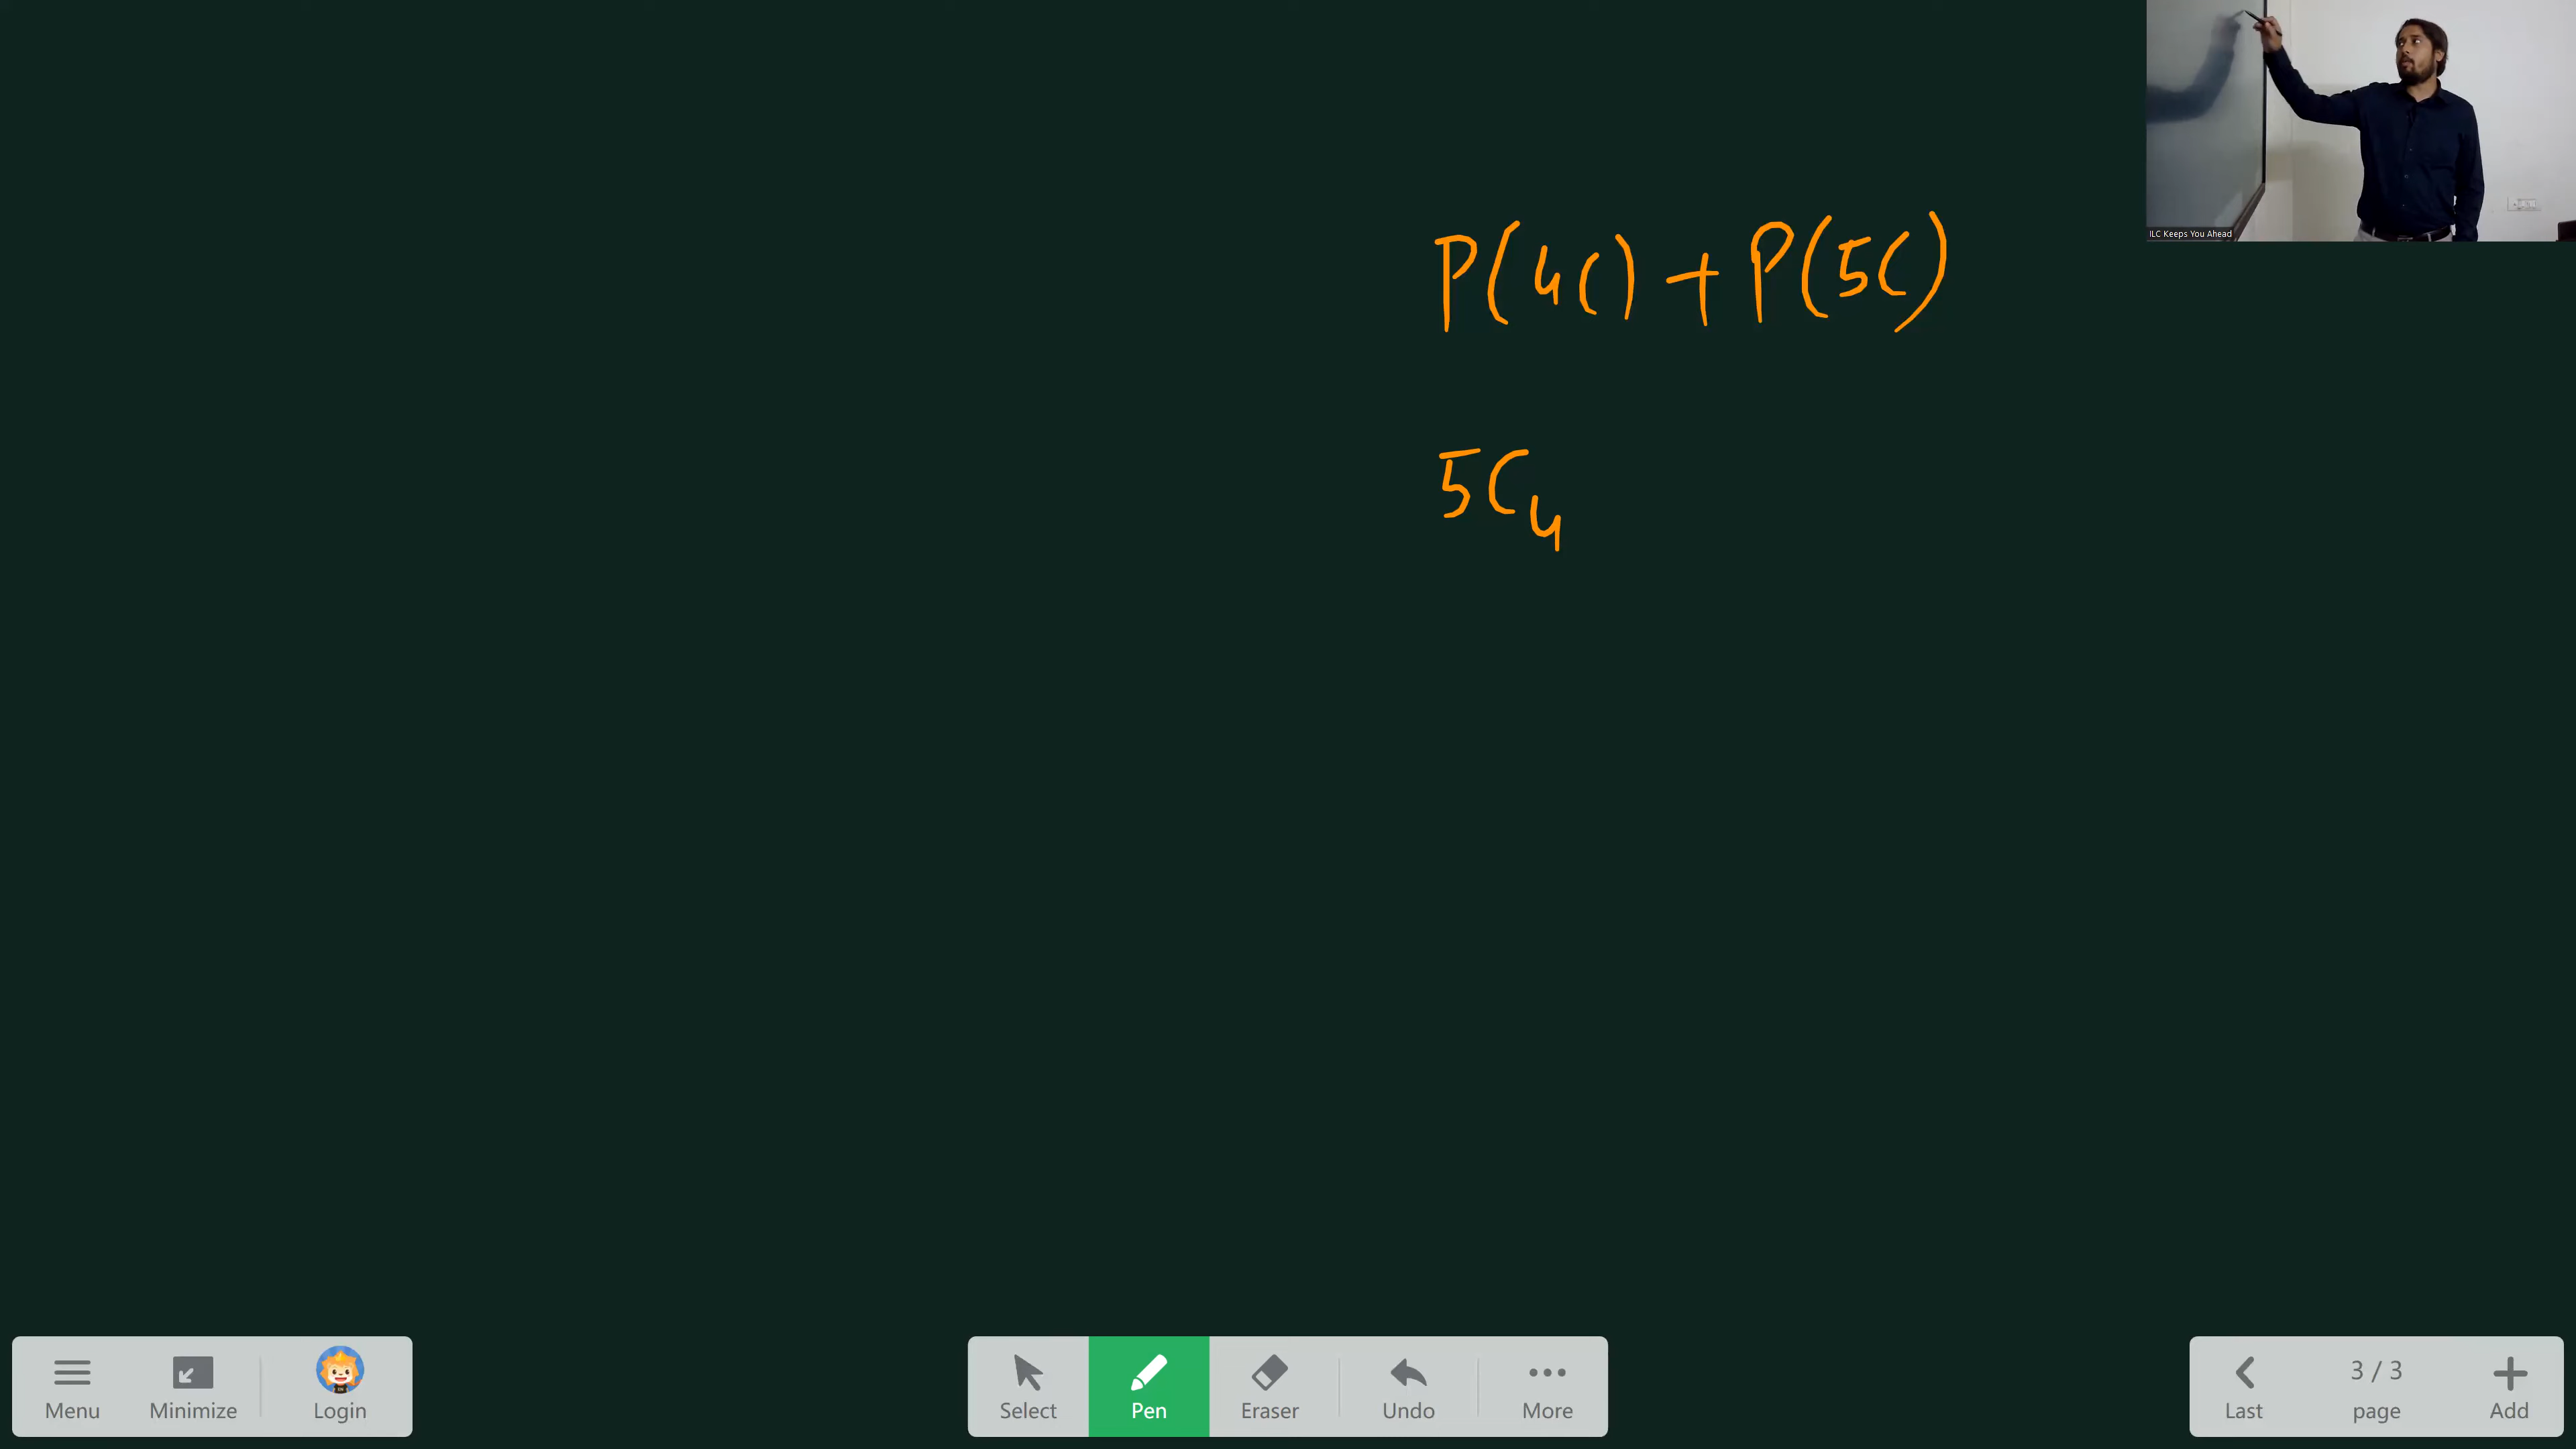 ILC Keeps You Ahead
P(4C) + P(5C)
5C₄
Menu
Minimize
Login
Select
Pen
Eraser
Undo
More
Last
3 / 3
page
Add